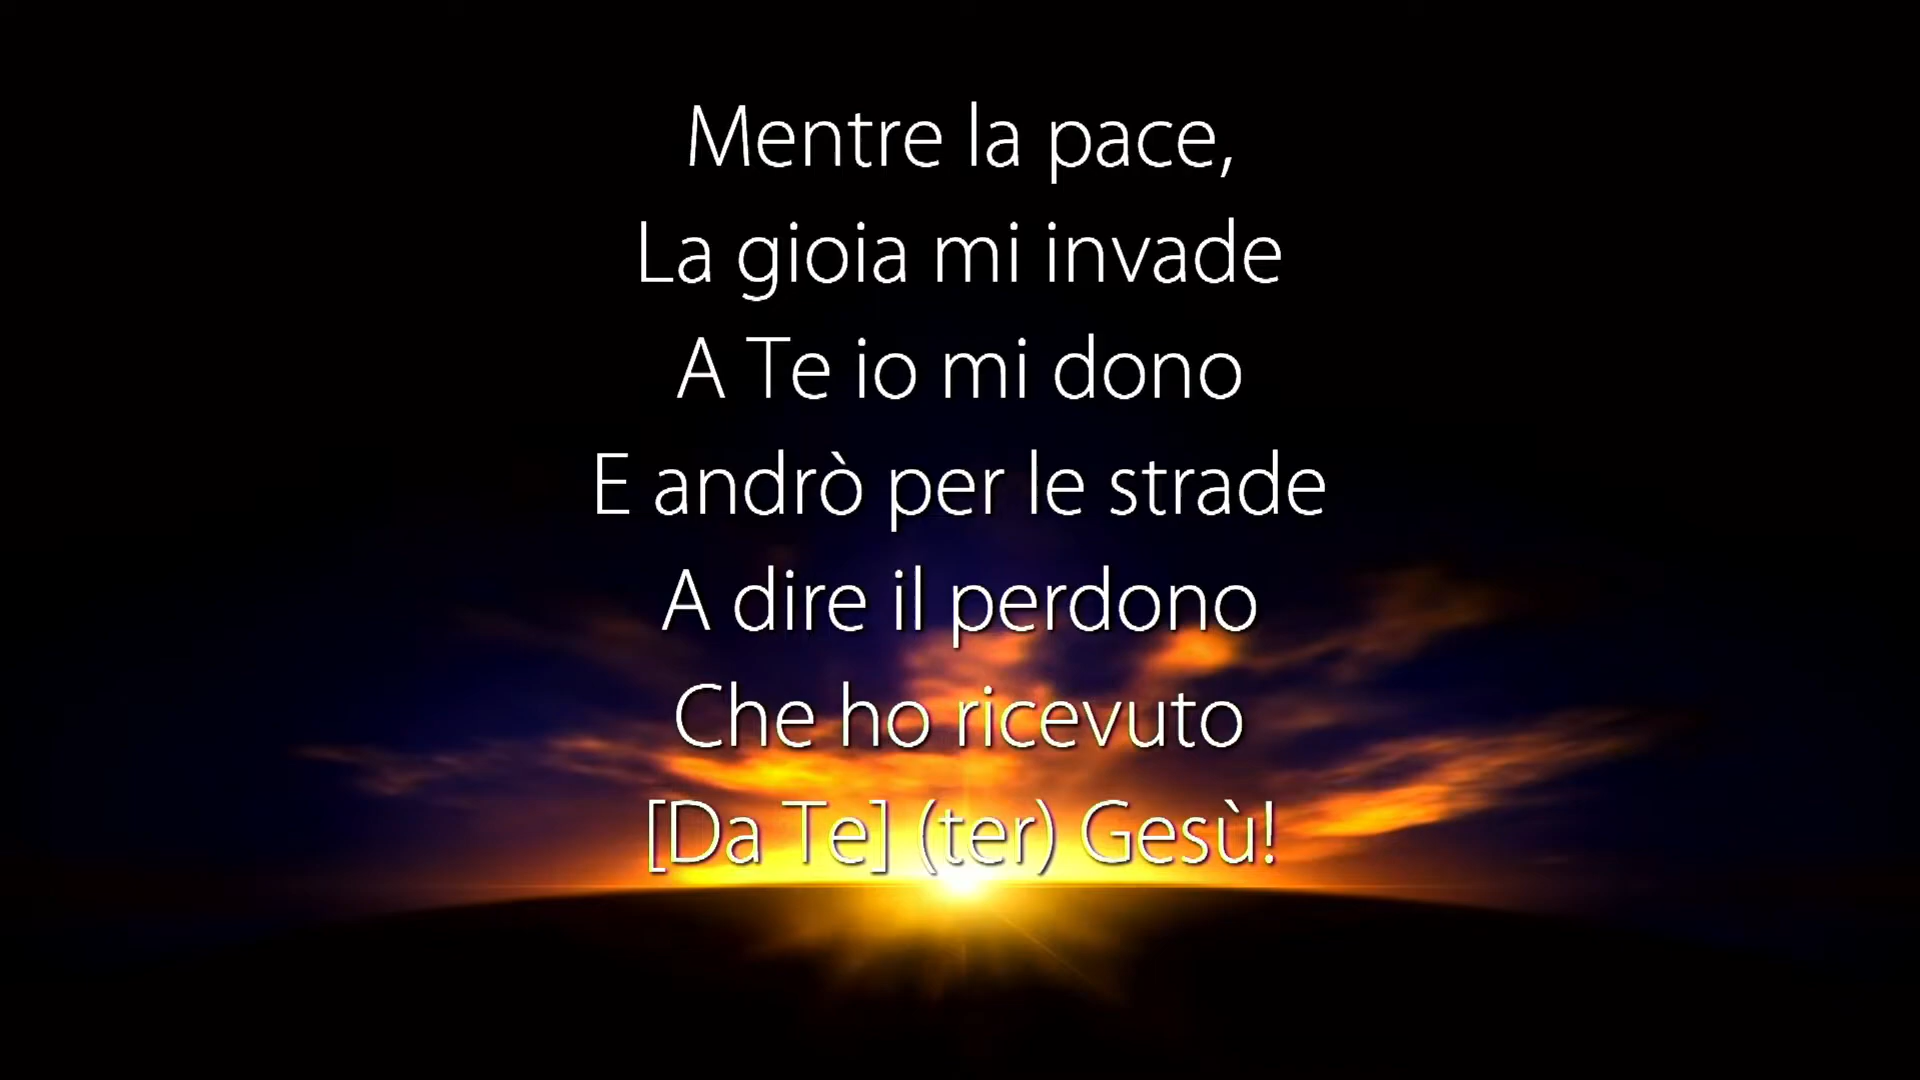 Mentre la pace,
La gioia mi invade
A Te io mi dono
E andrò per le strade
A dire il perdono
Che ho ricevuto
[Da Te] (ter) Gesù!